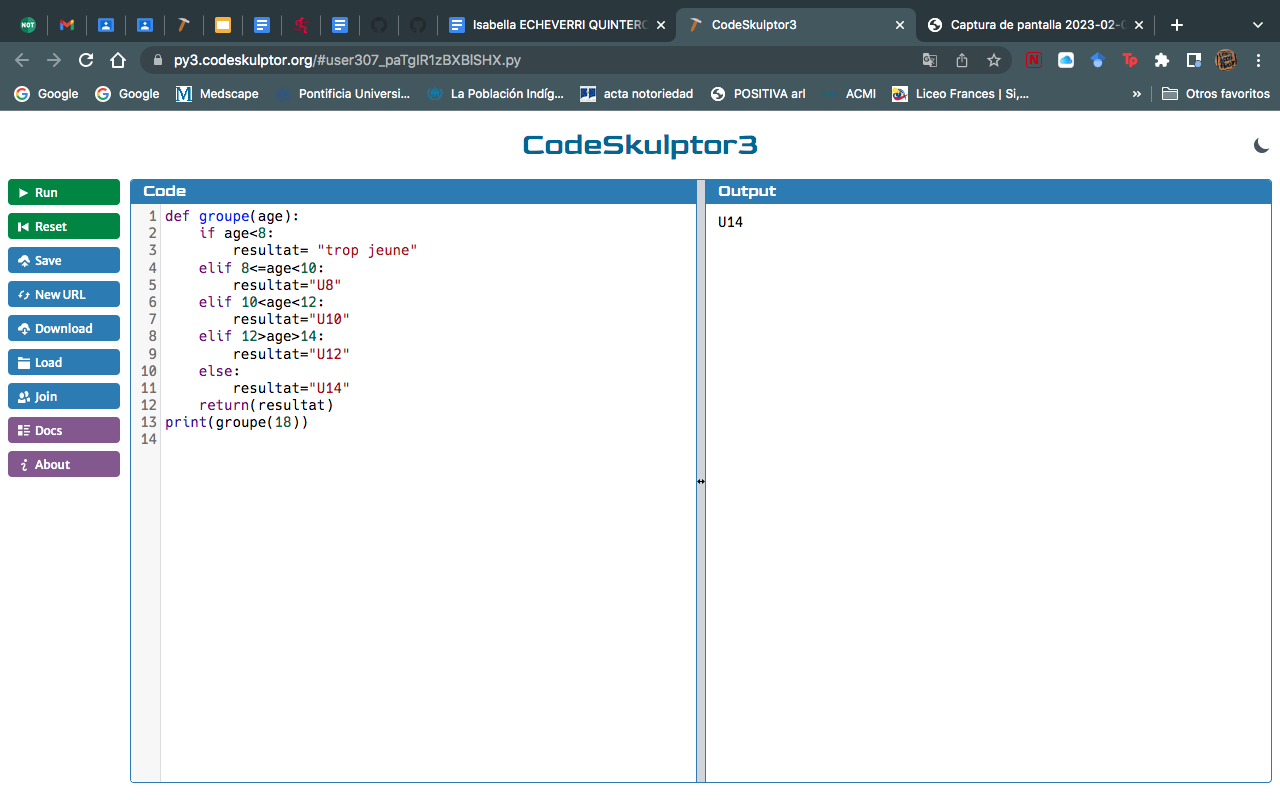 NOT
Isabella ECHEVERRI QUINTERO
CodeSkulptor3
Captura de pantalla 2023-02-0
py3.codeskulptor.org/#user307_paTgIR1zBXBlSHX.py
N
Tp
Google
Google
M
Medscape
Pontificia Universi...
La Población Indíg...
acta notoriedad
POSITIVA arl
ACMI
Liceo Frances | Si,...
»
Otros favoritos
CodeSkulptor3
Run
Reset
Save
New URL
Download
Load
Join
Docs
About
Code
1 def groupe(age):
2     if age<8:
3         resultat= "trop jeune"
4     elif 8<=age<10:
5         resultat="U8"
6     elif 10<age<12:
7         resultat="U10"
8     elif 12>age>14:
9         resultat="U12"
10     else:
11         resultat="U14"
12     return(resultat)
13 print(groupe(18))
14
Output
U14